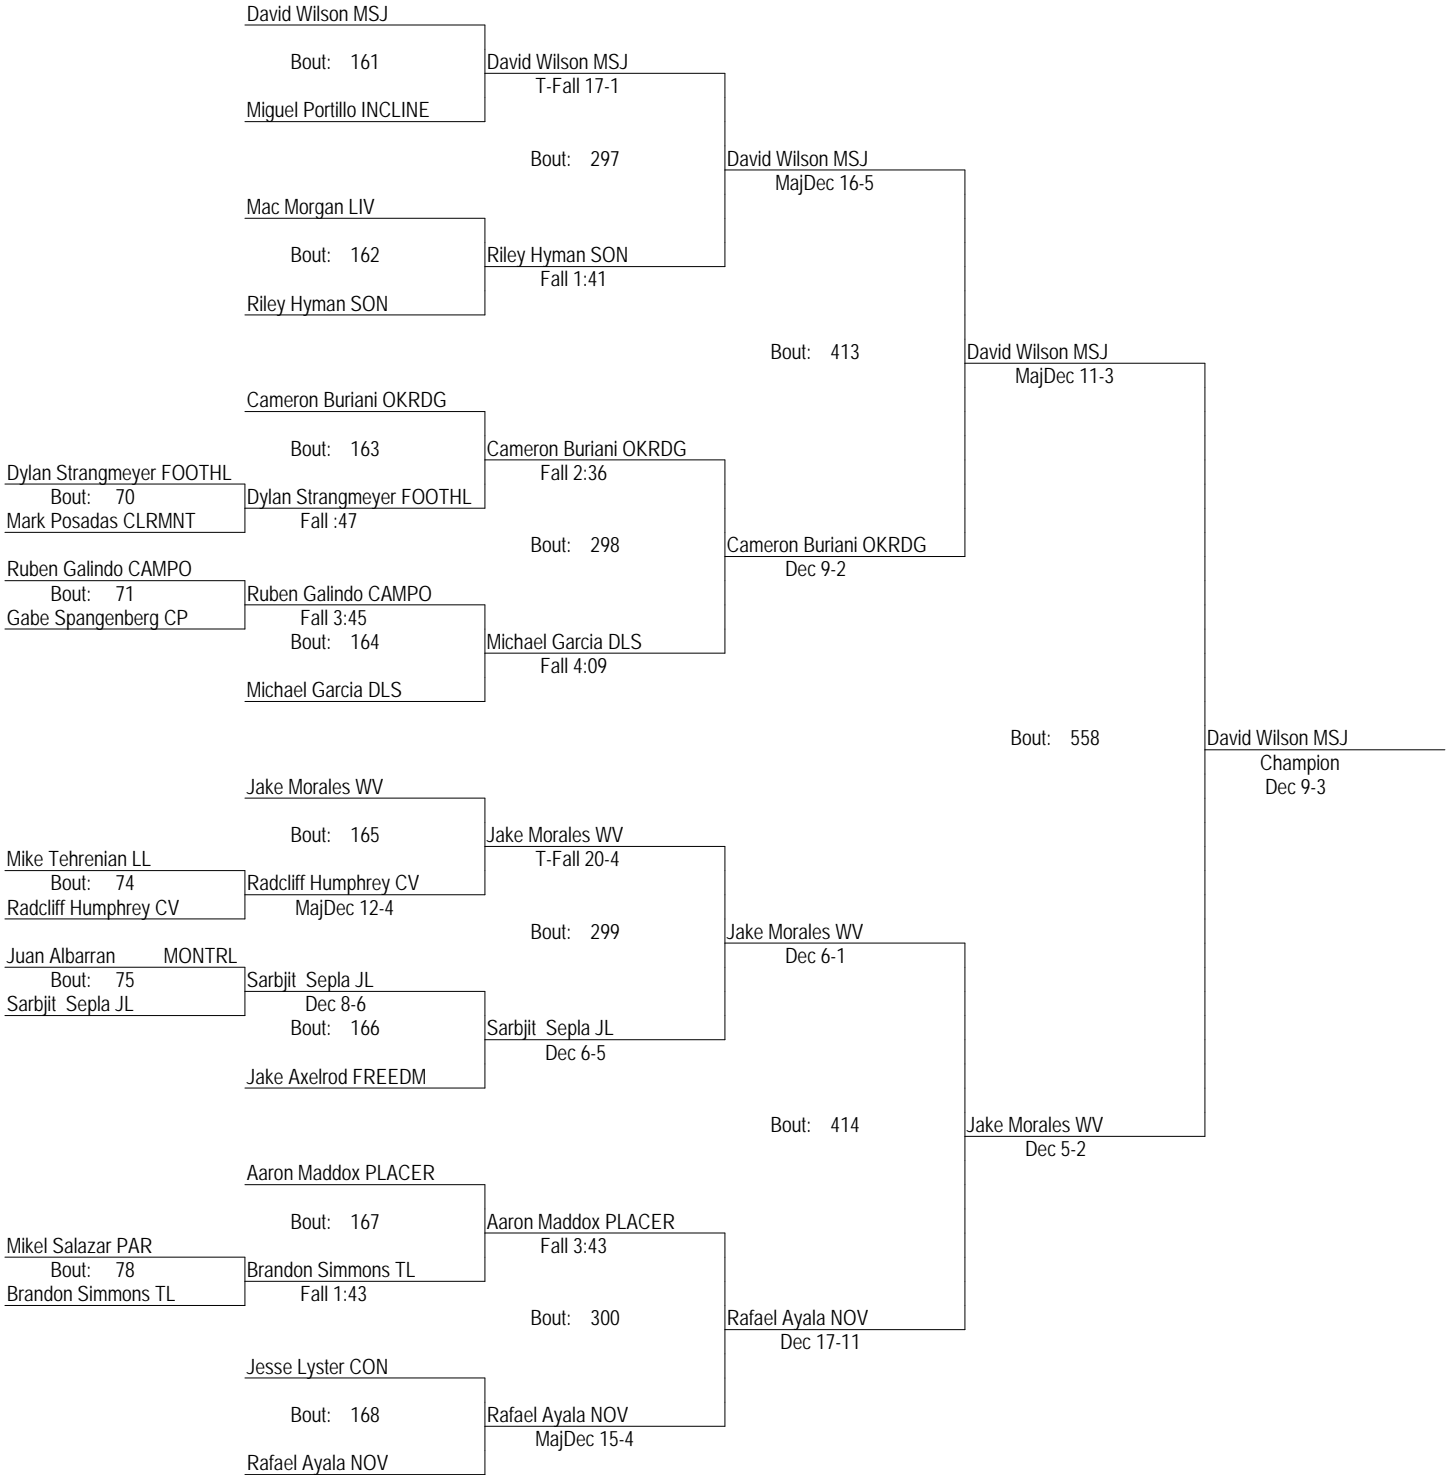 David Wilson MSJ
Bout: 161
David Wilson MSJ
T-Fall 17-1
Miguel Portillo INCLINE
Bout: 297
David Wilson MSJ
MajDec 16-5
Mac Morgan LIV
Bout: 162
Riley Hyman SON
Fall 1:41
Riley Hyman SON
Bout: 413
David Wilson MSJ
MajDec 11-3
Cameron Buriani OKRDG
Bout: 163
Cameron Buriani OKRDG
Fall 2:36
Dylan Strangmeyer FOOTHL
Bout: 70
Dylan Strangmeyer FOOTHL
Mark Posadas CLRMNT
Fall :47
Bout: 298
Cameron Buriani OKRDG
Dec 9-2
Ruben Galindo CAMPO
Bout: 71
Ruben Galindo CAMPO
Gabe Spangenberg CP
Fall 3:45
Bout: 164
Michael Garcia DLS
Fall 4:09
Michael Garcia DLS
Bout: 558
David Wilson MSJ
Champion
Dec 9-3
Jake Morales WV
Bout: 165
Jake Morales WV
T-Fall 20-4
Mike Tehrenian LL
Bout: 74
Radcliff Humphrey CV
Radcliff Humphrey CV
MajDec 12-4
Bout: 299
Jake Morales WV
Dec 6-1
Juan Albarran MONTRL
Bout: 75
Sarbjit Sepla JL
Sarbjit Sepla JL
Dec 8-6
Bout: 166
Sarbjit Sepla JL
Dec 6-5
Jake Axelrod FREEDM
Bout: 414
Jake Morales WV
Dec 5-2
Aaron Maddox PLACER
Bout: 167
Aaron Maddox PLACER
Fall 3:43
Mikel Salazar PAR
Bout: 78
Brandon Simmons TL
Brandon Simmons TL
Fall 1:43
Bout: 300
Rafael Ayala NOV
Dec 17-11
Jesse Lyster CON
Bout: 168
Rafael Ayala NOV
MajDec 15-4
Rafael Ayala NOV